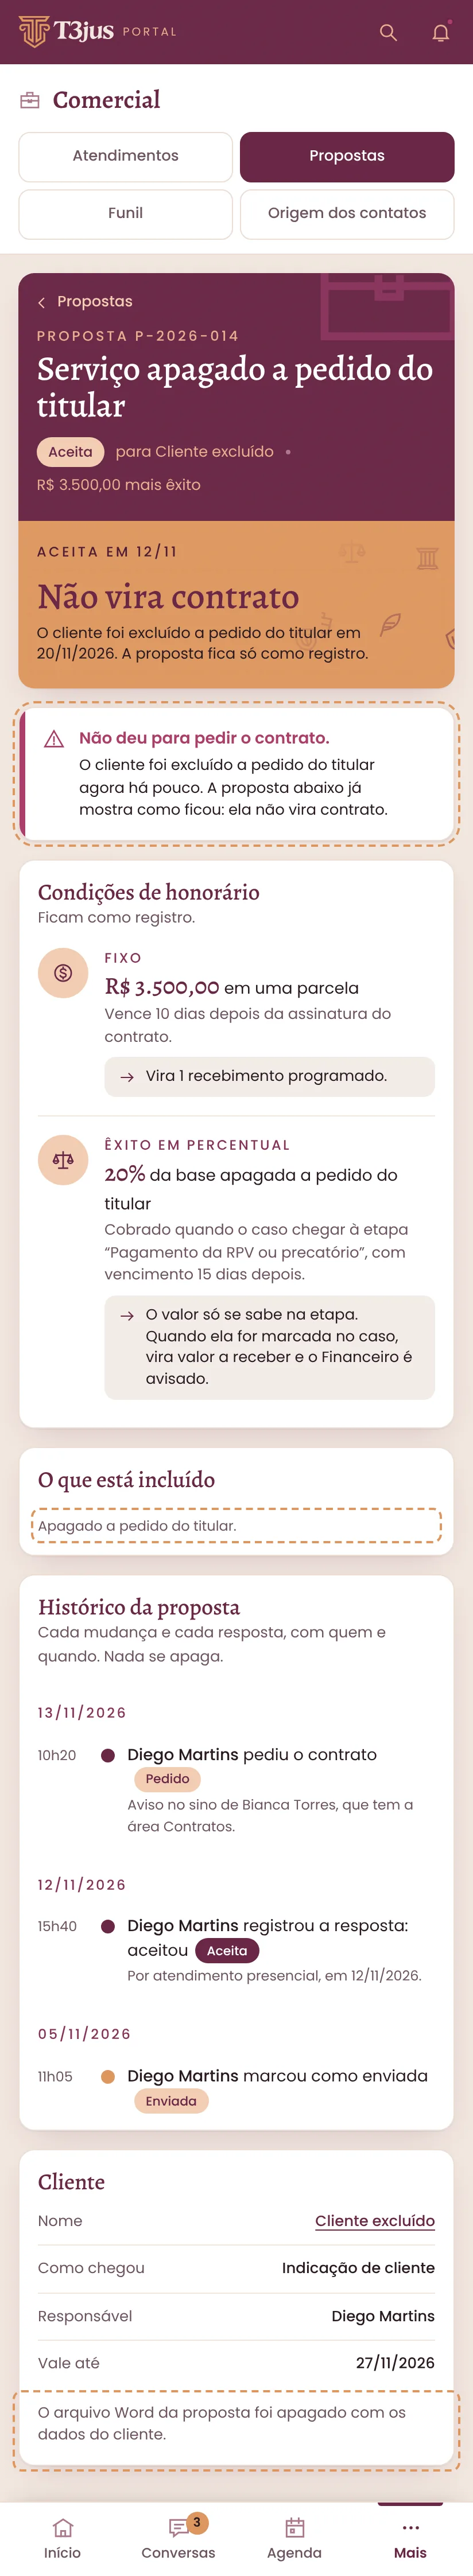 T3jus PORTAL
Comercial
Atendimentos
Propostas
Funil
Origem dos contatos
Propostas
PROPOSTA P-2026-014
Serviço apagado a pedido do
titular
Aceita para Cliente excluído •
R$ 3.500,00 mais êxito
ACEITA EM 12/11
Não vira contrato
O cliente foi excluído a pedido do titular em
20/11/2026. A proposta fica só como registro.
Não deu para pedir o contrato.
O cliente foi excluído a pedido do titular
agora há pouco. A proposta abaixo já
mostra como ficou: ela não vira contrato.
Condições de honorário
Ficam como registro.
FIXO
R$ 3.500,00 em uma parcela
Vence 10 dias depois da assinatura do
contrato.
→ Vira 1 recebimento programado.
ÊXITO EM PERCENTUAL
20% da base apagada a pedido do
titular
Cobrado quando o caso chegar à etapa
“Pagamento da RPV ou precatório”, com
vencimento 15 dias depois.
→ O valor só se sabe na etapa.
Quando ela for marcada no caso,
vira valor a receber e o Financeiro é
avisado.
O que está incluído
Apagado a pedido do titular.
Histórico da proposta
Cada mudança e cada resposta, com quem e
quando. Nada se apaga.
13/11/2026
10h20 Diego Martins pediu o contrato
Pedido
Aviso no sino de Bianca Torres, que tem a
área Contratos.
12/11/2026
15h40 Diego Martins registrou a resposta:
aceitou Aceita
Por atendimento presencial, em 12/11/2026.
05/11/2026
11h05 Diego Martins marcou como enviada
Enviada
Cliente
Nome Cliente excluído
Como chegou Indicação de cliente
Responsável Diego Martins
Vale até 27/11/2026
O arquivo Word da proposta foi apagado com os
dados do cliente.
3
Início Conversas Agenda Mais